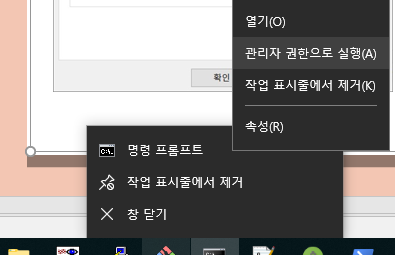 열기(O)
관리자 권한으로 실행(A)
작업 표시줄에서 제거(K)
확인
속성(R)
명령 프롬프트
작업 표시줄에서 제거
창 닫기